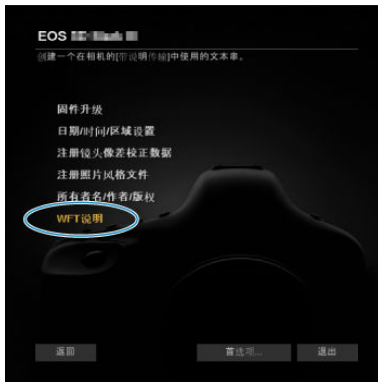 EOS
创建一个在相机的[带说明传输]中使用的文本串。
固件升级
日期/时间/区域设置
注册镜头像差校正数据
注册照片风格文件
所有者名/作者/版权
WFT说明
返回
首选项...
退出